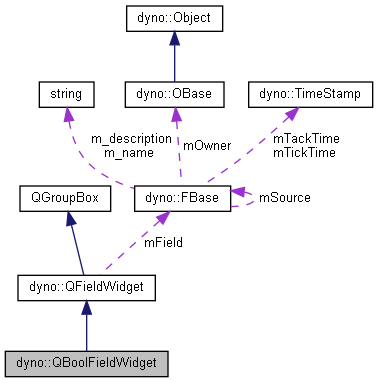 dyno::Object
string
dyno::OBase
dyno::TimeStamp
m_description
m_name
mOwner
mTackTime
mTickTime
QGroupBox
dyno::FBase
mSource
mField
dyno::QFieldWidget
dyno::QBoolFieldWidget